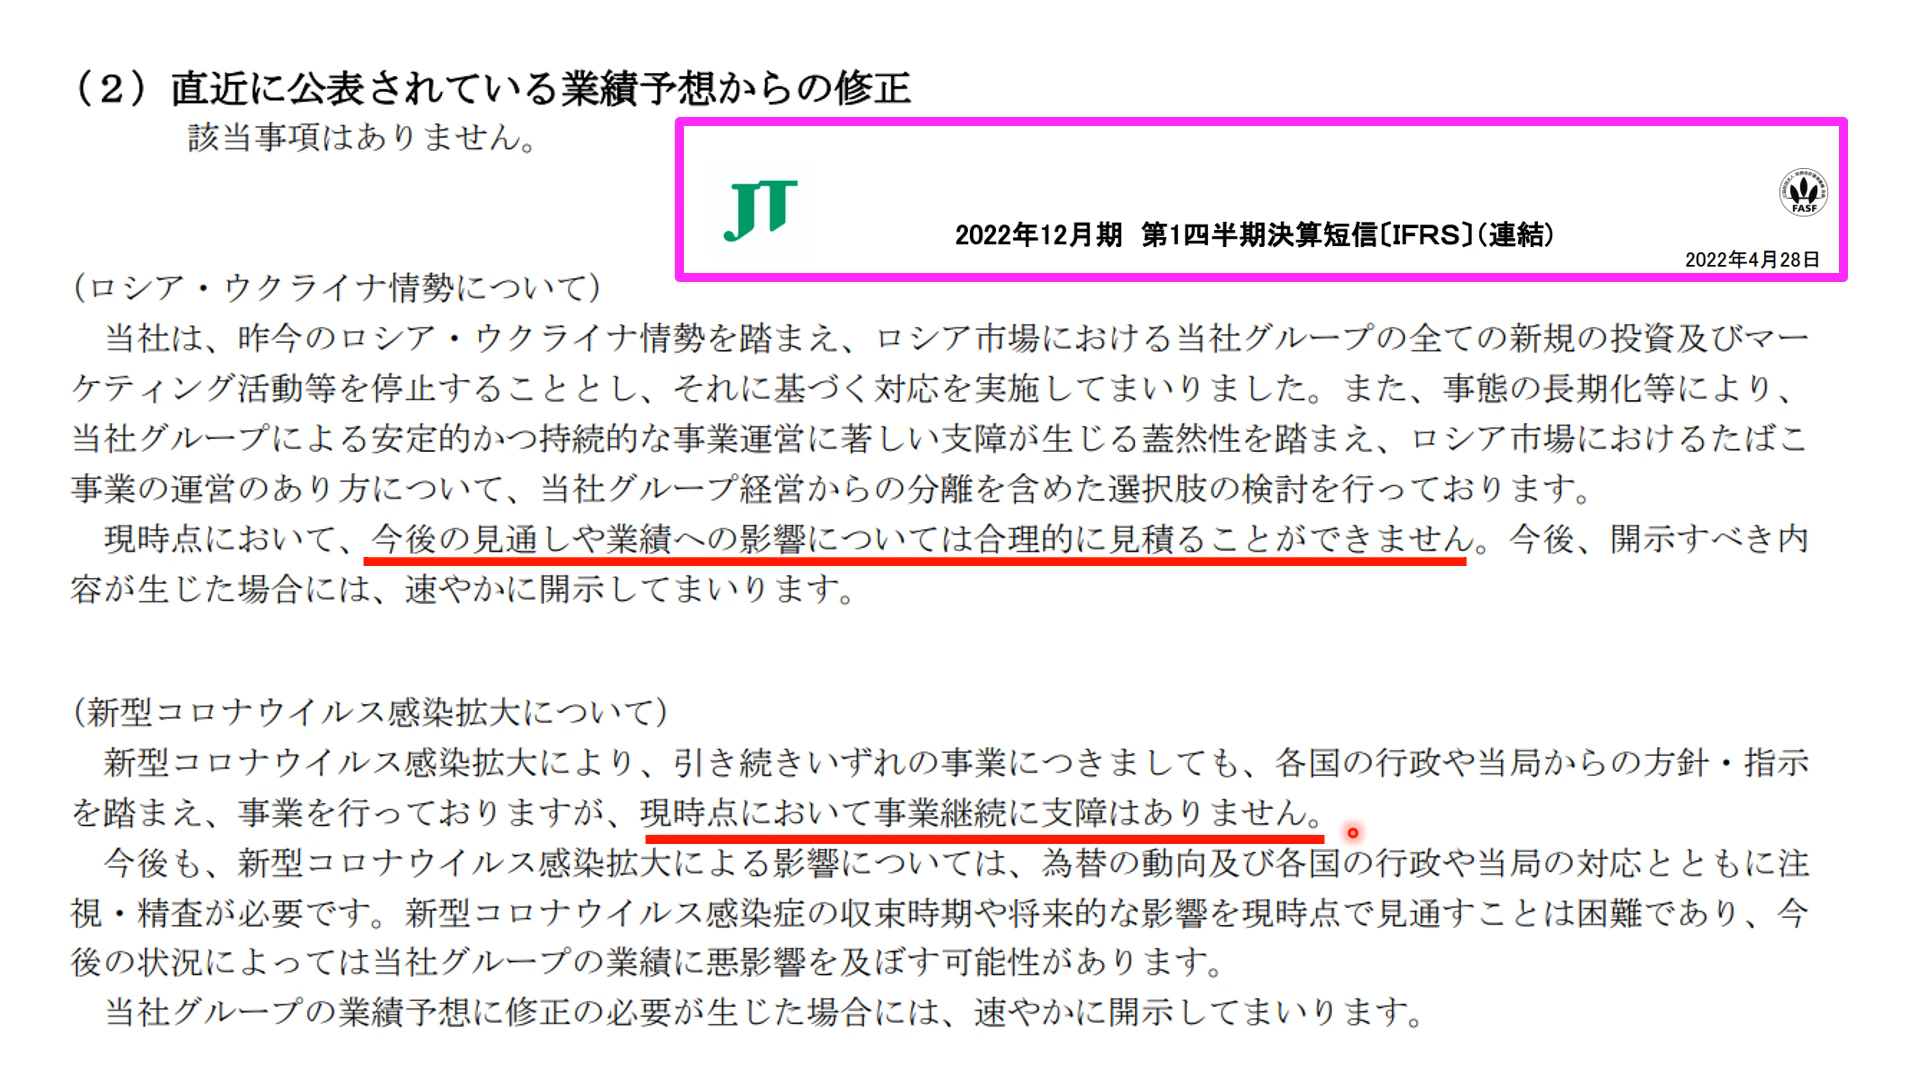 （２）直近に公表されている業績予想からの修正
該当事項はありません。
JT
FASF
2022年12月期　第1四半期決算短信〔IFRS〕（連結）
2022年4月28日
（ロシア・ウクライナ情勢について）
当社は、昨今のロシア・ウクライナ情勢を踏まえ、ロシア市場における当社グループの全ての新規の投資及びマー
ケティング活動等を停止することとし、それに基づく対応を実施してまいりました。また、事態の長期化等により、
当社グループによる安定的かつ持続的な事業運営に著しい支障が生じる蓋然性を踏まえ、ロシア市場におけるたばこ
事業の運営のあり方について、当社グループ経営からの分離を含めた選択肢の検討を行っております。
現時点において、今後の見通しや業績への影響については合理的に見積ることができません。今後、開示すべき内
容が生じた場合には、速やかに開示してまいります。
（新型コロナウイルス感染拡大について）
新型コロナウイルス感染拡大により、引き続きいずれの事業につきましても、各国の行政や当局からの方針・指示
を踏まえ、事業を行っておりますが、現時点において事業継続に支障はありません。
今後も、新型コロナウイルス感染拡大による影響については、為替の動向及び各国の行政や当局の対応とともに注
視・精査が必要です。新型コロナウイルス感染症の収束時期や将来的な影響を現時点で見通すことは困難であり、今
後の状況によっては当社グループの業績に悪影響を及ぼす可能性があります。
当社グループの業績予想に修正の必要が生じた場合には、速やかに開示してまいります。